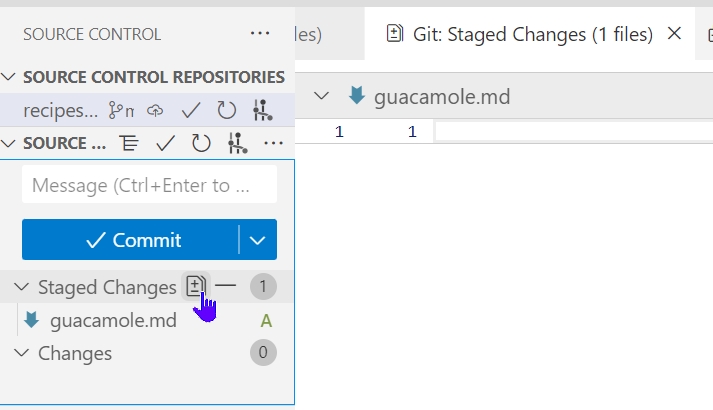 SOURCE CONTROL ...
les)
Git: Staged Changes (1 files)
SOURCE CONTROL REPOSITORIES
recipes...
guacamole.md
1 1
SOURCE ... ...
Message (Ctrl+Enter to ...
Commit
Staged Changes 1
guacamole.md A
Changes 0